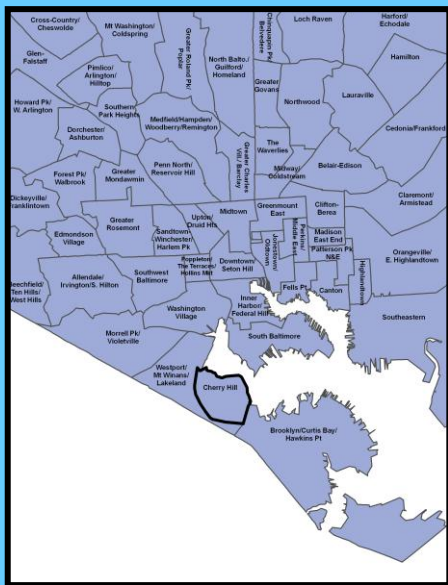 Cross-Country/
Cheswolde
Mt Washington/
Coldspring
Greater Roland Pk/
Poplar
North Balto./
Guilford/
Homeland
Chinquapin Pk/
Belvedere
Loch Raven
Harford/
Echodale
Glen-
Falstaff
Pimlico/
Arlington/
Hilltop
Greater
Govans
Northwood
Lauraville
Hamilton
Howard Pk/
W. Arlington
Southern
Park Heights
Medfield/Hampden/
Woodberry/Remington
Cedonia/Frankford
Dorchester/
Ashburton
Greater Charles
Vill./ Barclay
The
Waverlies
Midway/
Coldstream
Belair-Edison
Forest Pk/
Walbrook
Greater
Mondawmin
Penn North/
Reservoir Hill
Claremont/
Armistead
Dickeyville/
Franklintown
Greater
Rosemont
Upton/
Druid Hts
Midtown
Greenmount
East
Clifton-
Berea
Edmondson
Village
Sandtown-
Winchester/
Harlem Pk
Jonestown/
Oldtown
Perkins/
Middle East
Madison
East End
Patterson Pk
N&E
Orangeville/
E. Highlandtown
Beechfield/
Ten Hills/
West Hills
Allendale/
Irvington/S. Hilton
Southwest
Baltimore
Poppleton/
The Terraces/
Hollins Mkt
Downtown/
Seton Hill
Fells Pt
Canton
Highlandtown
Washington
Village
Inner
Harbor/
Federal Hill
Southeastern
Morrell Pk/
Violetville
South Baltimore
Westport/
Mt Winans/
Lakeland
Cherry Hill
Brooklyn/Curtis Bay/
Hawkins Pt